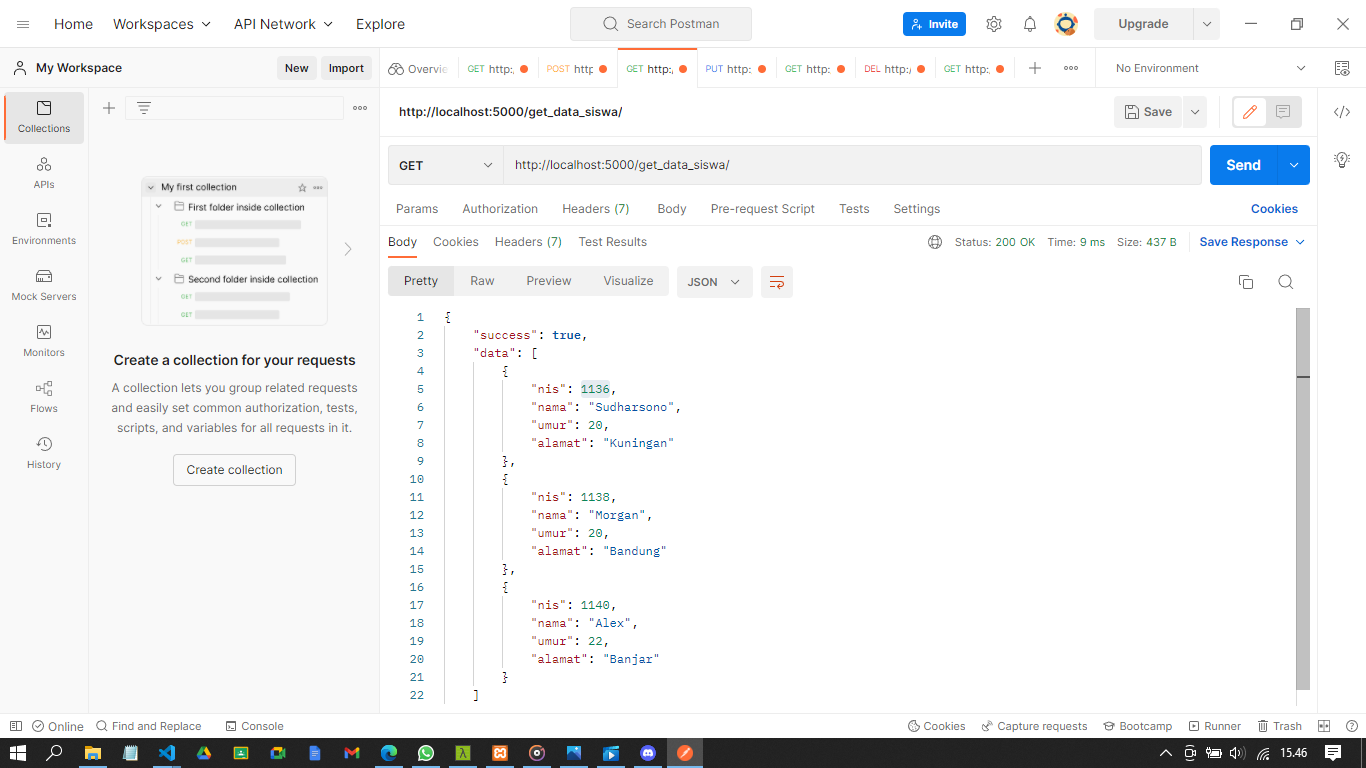 Home Workspaces API Network Explore Search Postman Invite Upgrade
My Workspace New Import Overvie GET http:, POST http GET http:, PUT http: GET http: DEL http:, GET http:, No Environment
Collections
APIs
Environments
Mock Servers
Monitors
Flows
History
My first collection
First folder inside collection
GET
POST
GET
Second folder inside collection
GET
GET
Create a collection for your requests
A collection lets you group related requests
and easily set common authorization, tests,
scripts, and variables for all requests in it.
Create collection
http://localhost:5000/get_data_siswa/ Save
GET http://localhost:5000/get_data_siswa/ Send
Params Authorization Headers (7) Body Pre-request Script Tests Settings Cookies
Body Cookies Headers (7) Test Results Status: 200 OK Time: 9 ms Size: 437 B Save Response
Pretty Raw Preview Visualize JSON
1 {
2 "success": true,
3 "data": [
4 {
5 "nis": 1136,
6 "nama": "Sudharsono",
7 "umur": 20,
8 "alamat": "Kuningan"
9 },
10 {
11 "nis": 1138,
12 "nama": "Morgan",
13 "umur": 20,
14 "alamat": "Bandung"
15 },
16 {
17 "nis": 1140,
18 "nama": "Alex",
19 "umur": 22,
20 "alamat": "Banjar"
21 }
22 ]
Online Find and Replace Console Cookies Capture requests Bootcamp Runner Trash
15.46